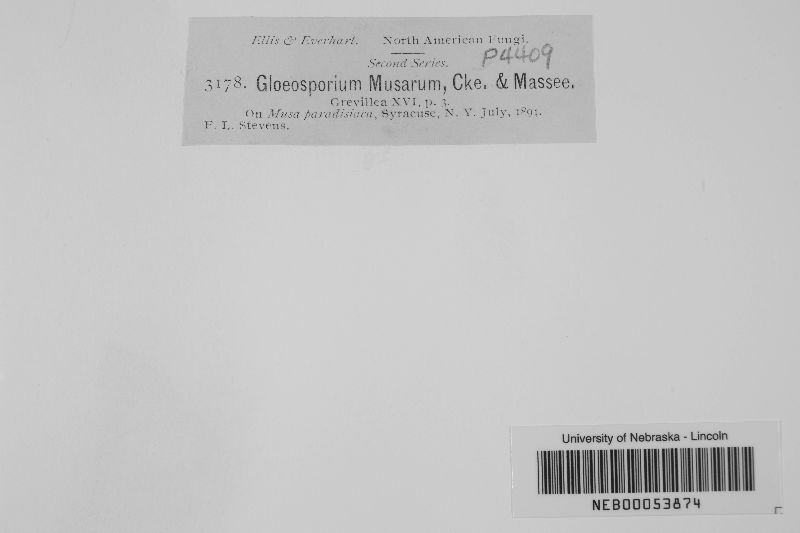 Ellis & Everhart. North American Fungi.
Second Series. P4409
3178. Gloeosporium Musarum, Cke. & Massee.
Grevillea XVI, p. 3.
On Musa paradisiaca, Syracuse, N. Y. July, 1894.
F. L. Stevens.
University of Nebraska - Lincoln
NEB00053874